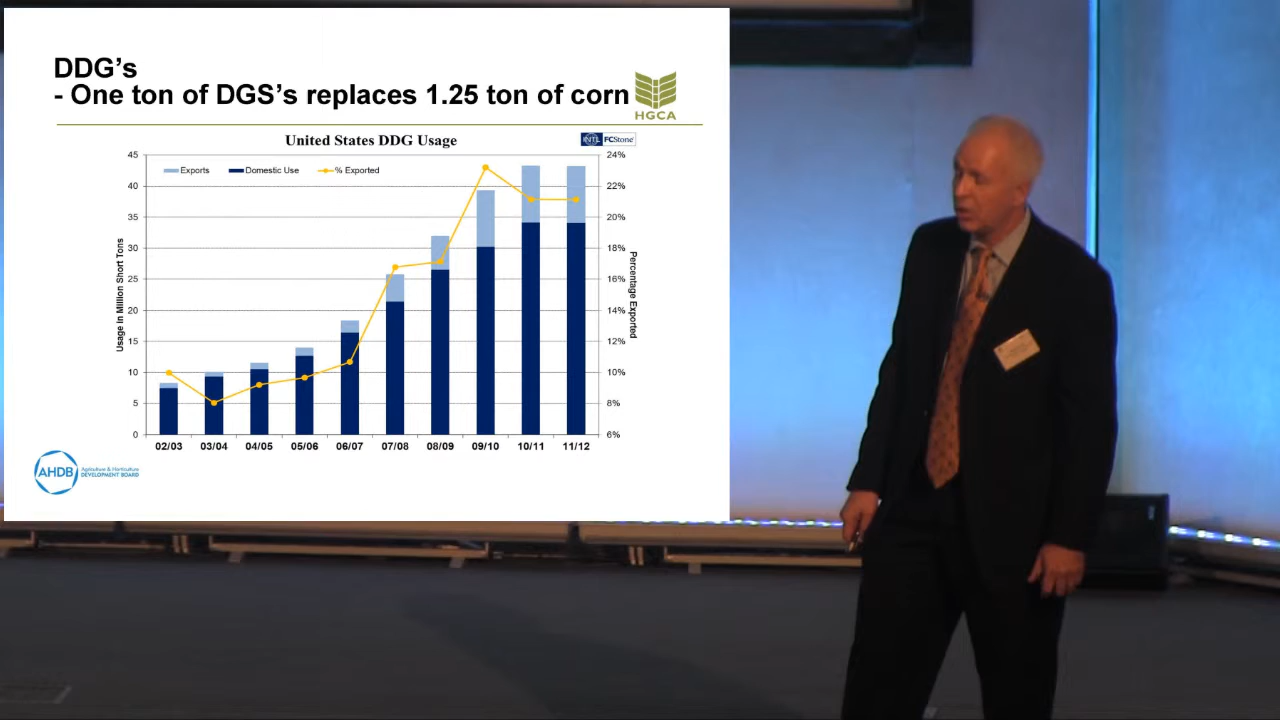 DDG's
- One ton of DGS's replaces 1.25 ton of corn
HGCA
United States DDG Usage
INTL FCStone
Exports
Domestic Use
% Exported
Usage in Million Short Tons
45
40
35
30
25
20
15
10
5
0
24%
22%
20%
18%
16%
14%
12%
10%
8%
6%
Percentage Exported
02/03 03/04 04/05 05/06 06/07 07/08 08/09 09/10 10/11 11/12
AHDB
Agriculture & Horticulture
DEVELOPMENT BOARD